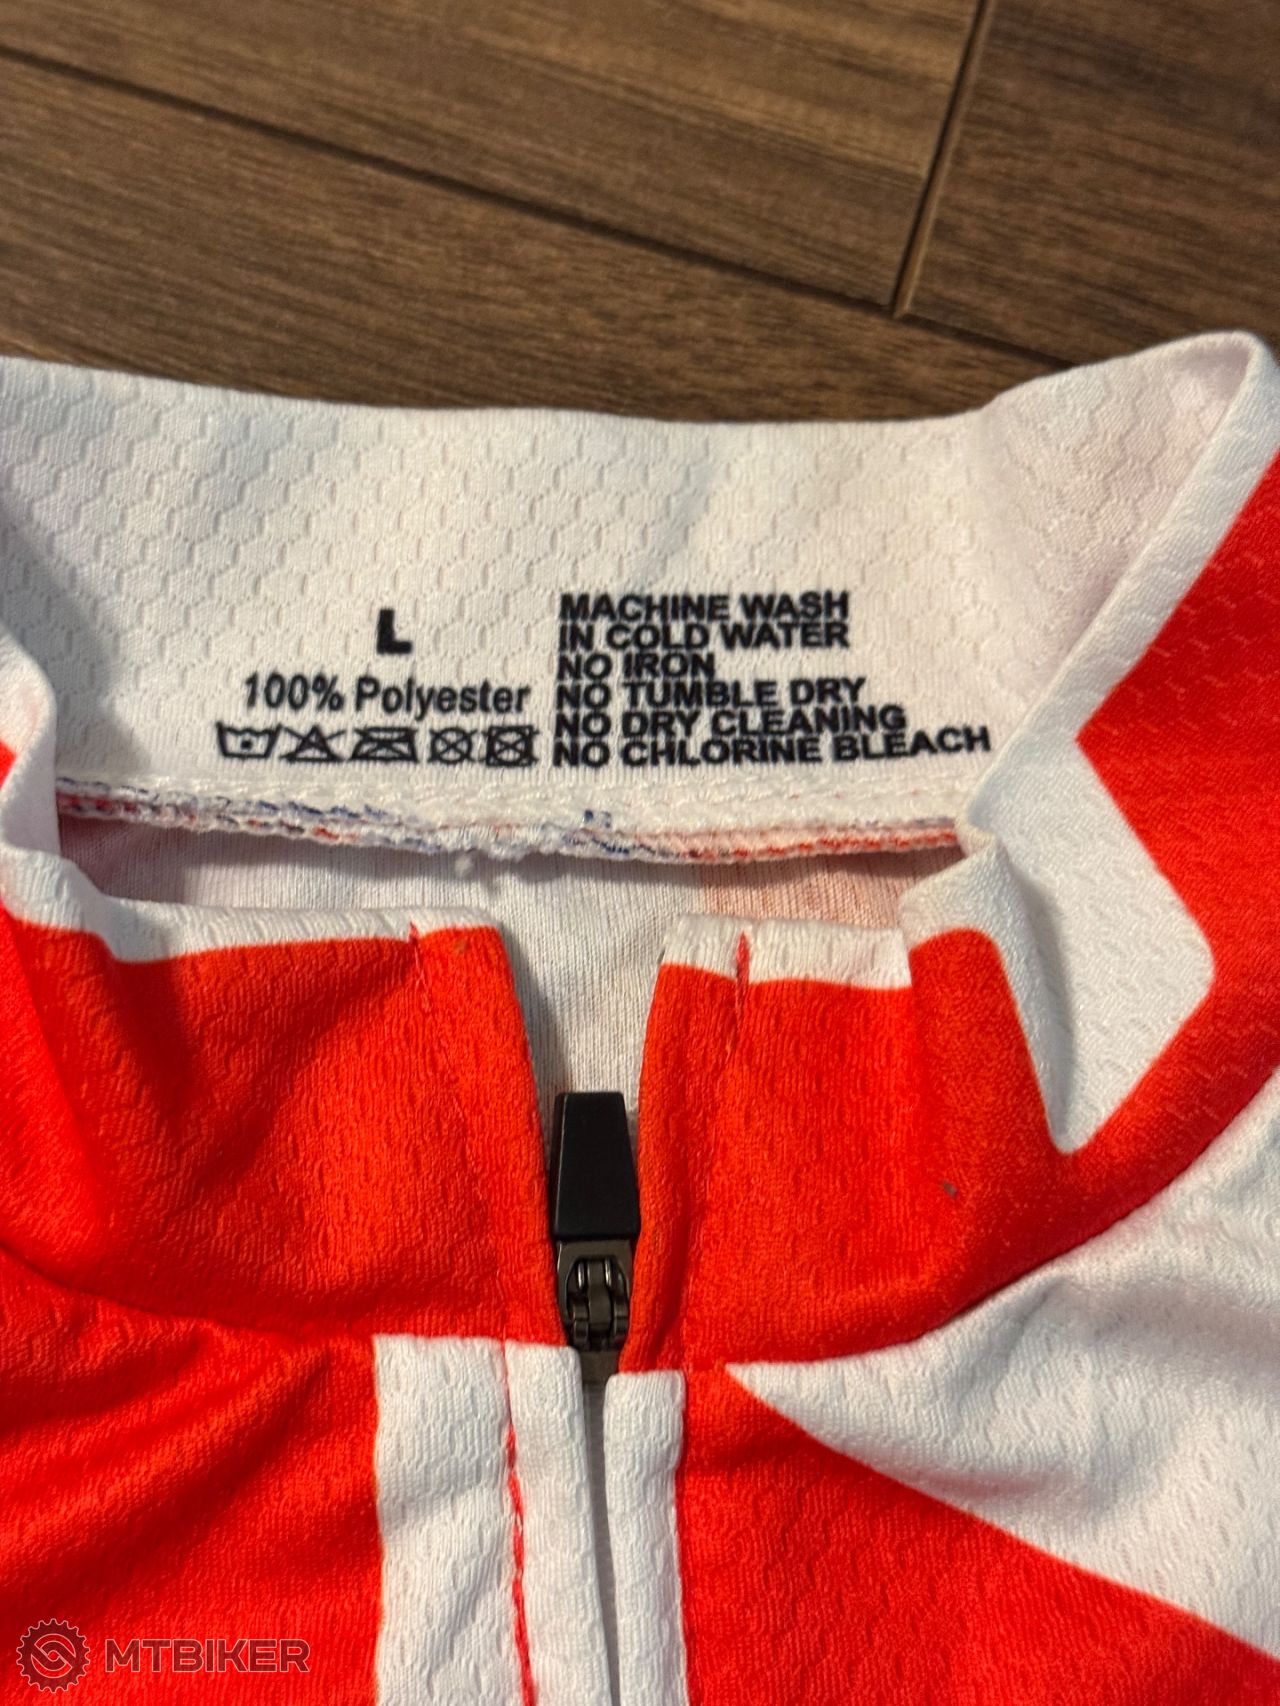 L
100% Polyester
MACHINE WASH
IN COLD WATER
NO IRON
NO TUMBLE DRY
NO DRY CLEANING
NO CHLORINE BLEACH
MTBIKER